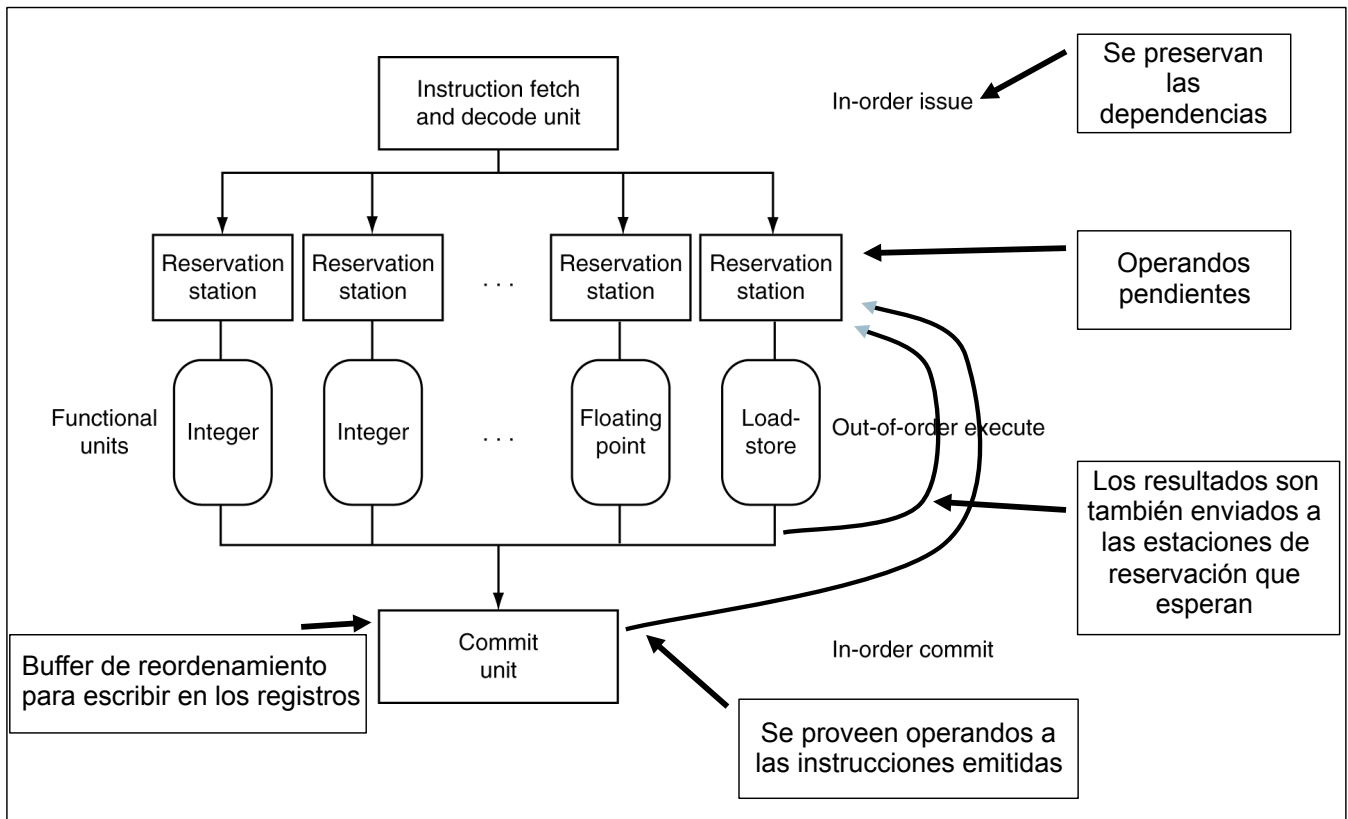 Instruction fetch
and decode unit
In-order issue
Se preservan
las
dependencias
Reservation
station
Reservation
station
. . .
Reservation
station
Reservation
station
Operandos
pendientes
Functional
units
Integer
Integer
. . .
Floating
point
Load-
store
Out-of-order execute
Los resultados son
también enviados a
las estaciones de
reservación que
esperan
Commit
unit
In-order commit
Buffer de reordenamiento
para escribir en los registros
Se proveen operandos a
las instrucciones emitidas